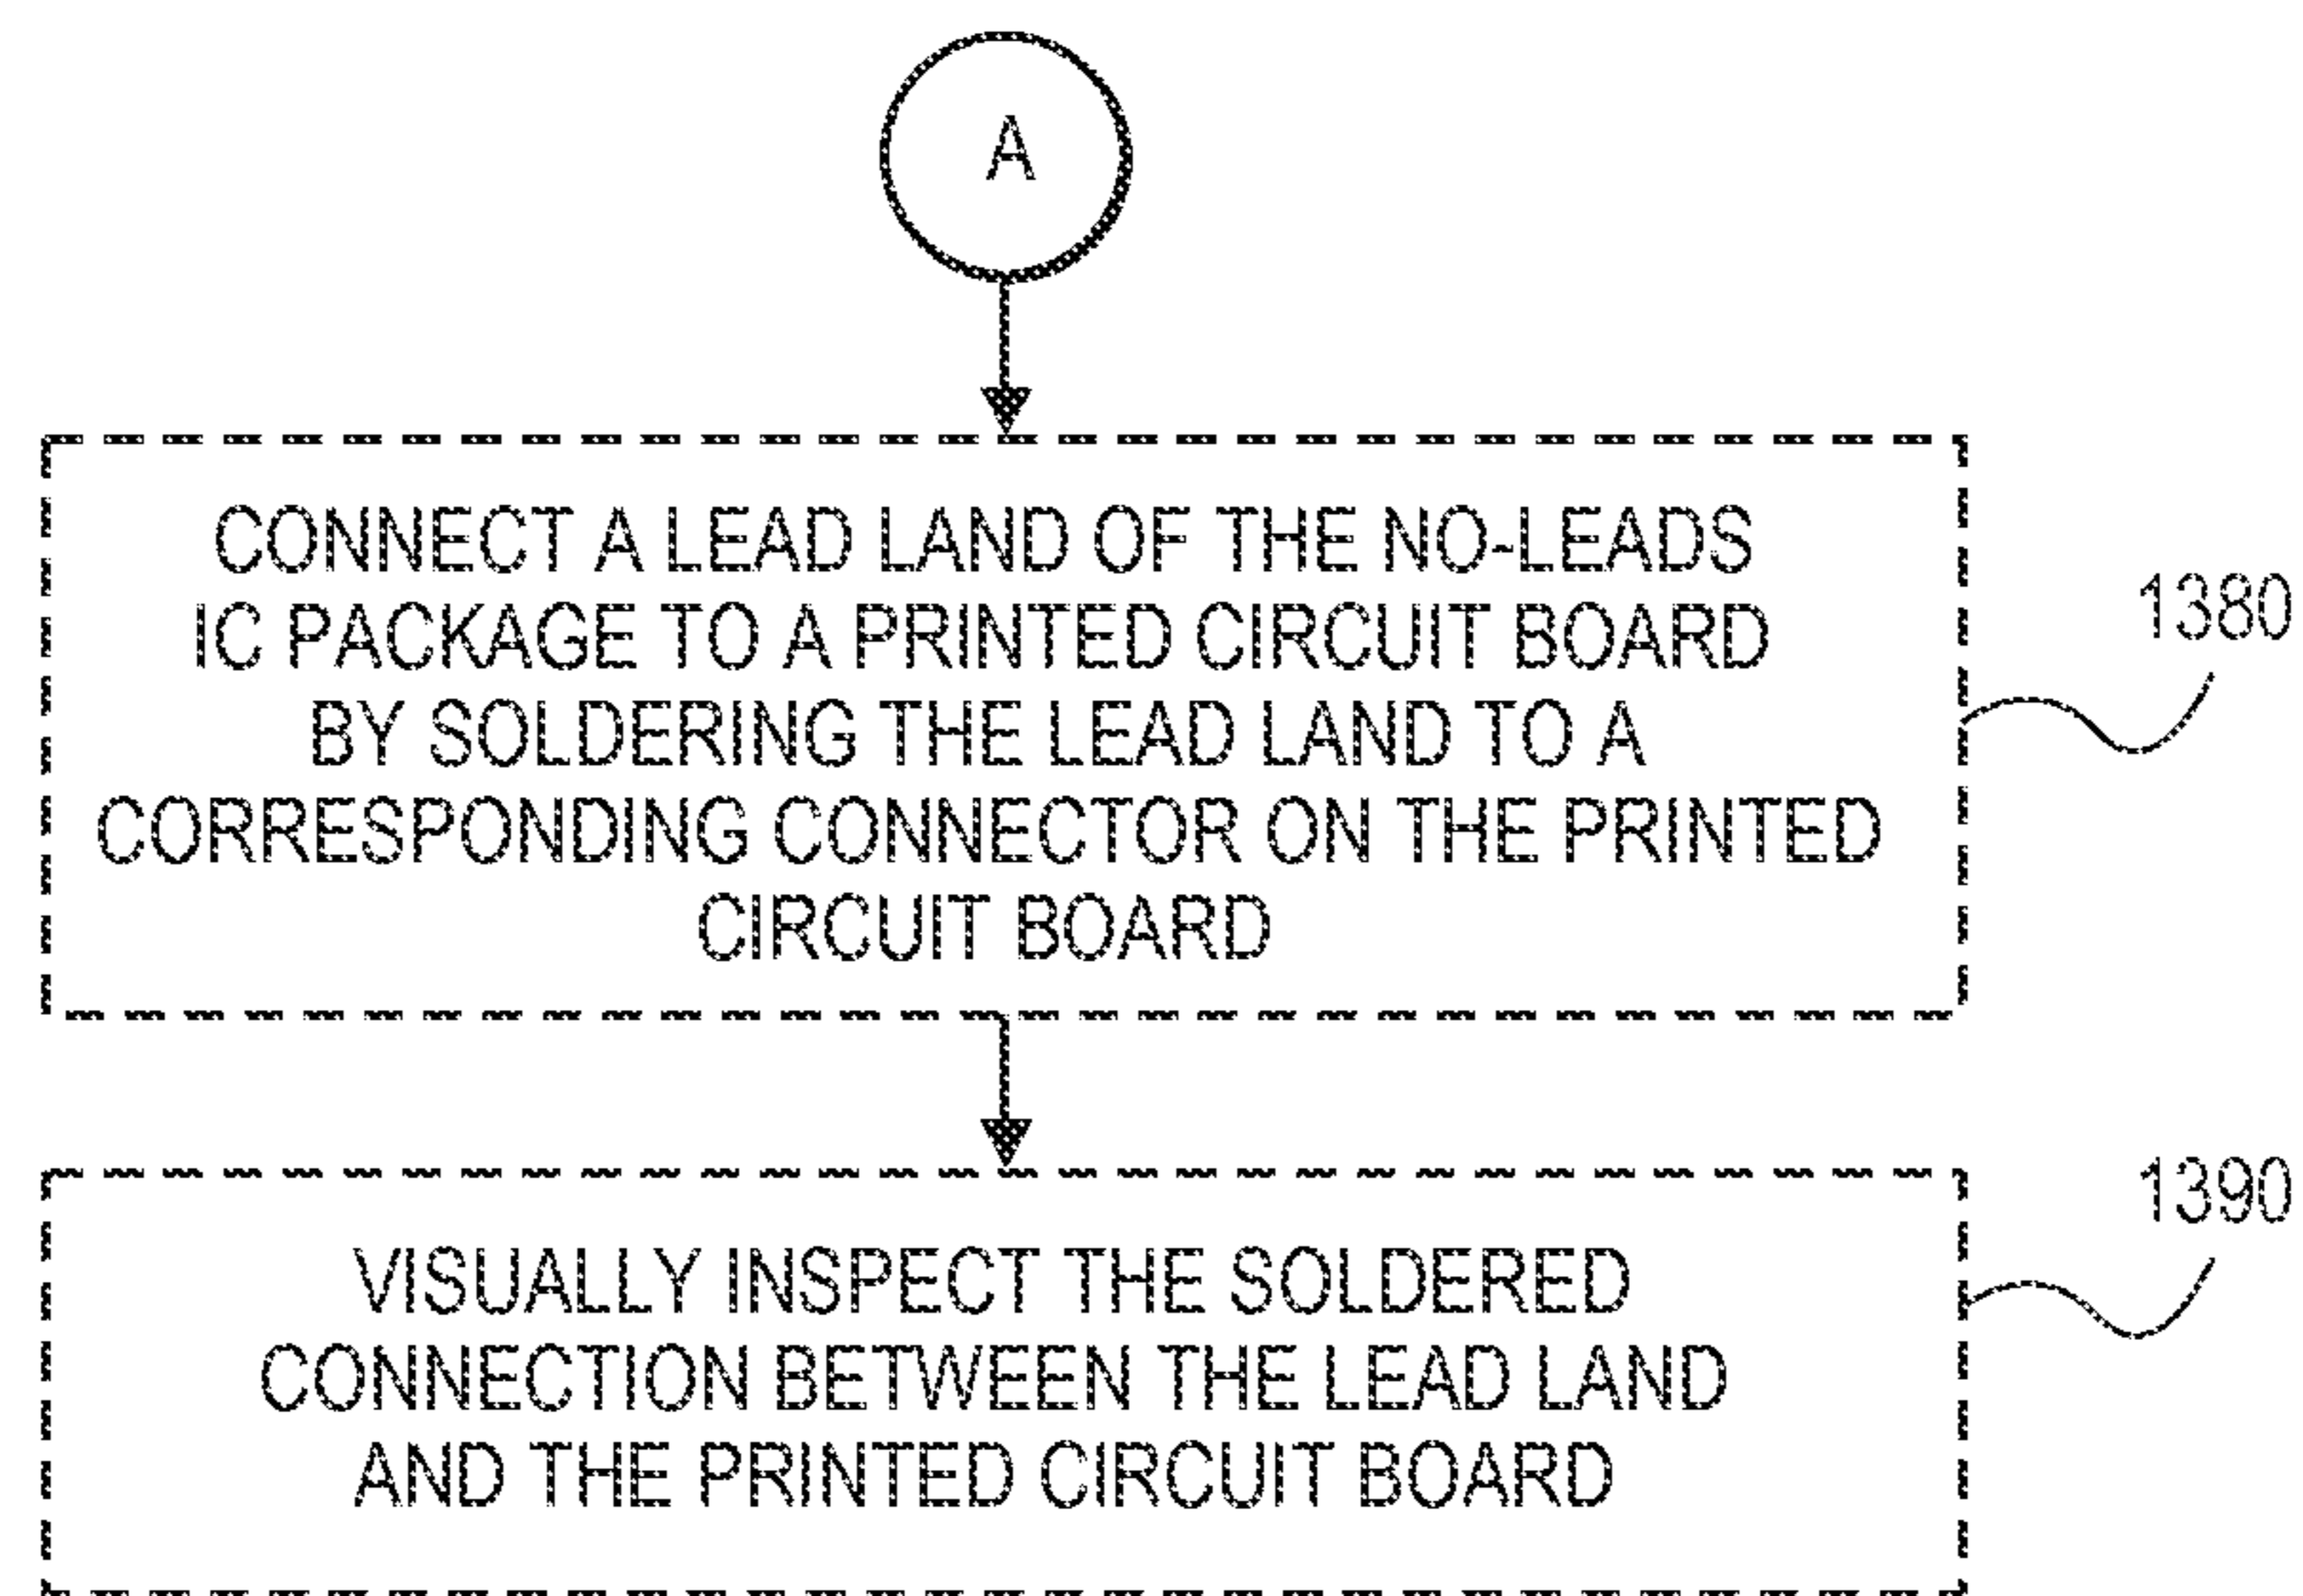 A
CONNECT A LEAD LAND OF THE NO-LEADS
IC PACKAGE TO A PRINTED CIRCUIT BOARD
BY SOLDERING THE LEAD LAND TO A
CORRESPONDING CONNECTOR ON THE PRINTED
CIRCUIT BOARD
1380
VISUALLY INSPECT THE SOLDERED
CONNECTION BETWEEN THE LEAD LAND
AND THE PRINTED CIRCUIT BOARD
1390